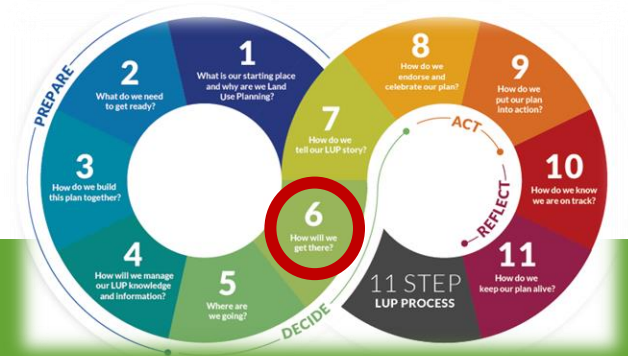 PREPARE
1
What is our starting place
and why are we Land
Use Planning?
2
What do we need
to get ready?
3
How do we build
this plan together?
4
How will we manage
our LUP knowledge
and information?
5
Where are
we going?
DECIDE
6
How will we
get there?
7
How do we
tell our LUP story?
8
How do we
endorse and
celebrate our plan?
ACT
9
How do we
put our plan
into action?
10
How do we know
we are on track?
REFLECT
11
How do we
keep our plan alive?
11 STEP
LUP PROCESS